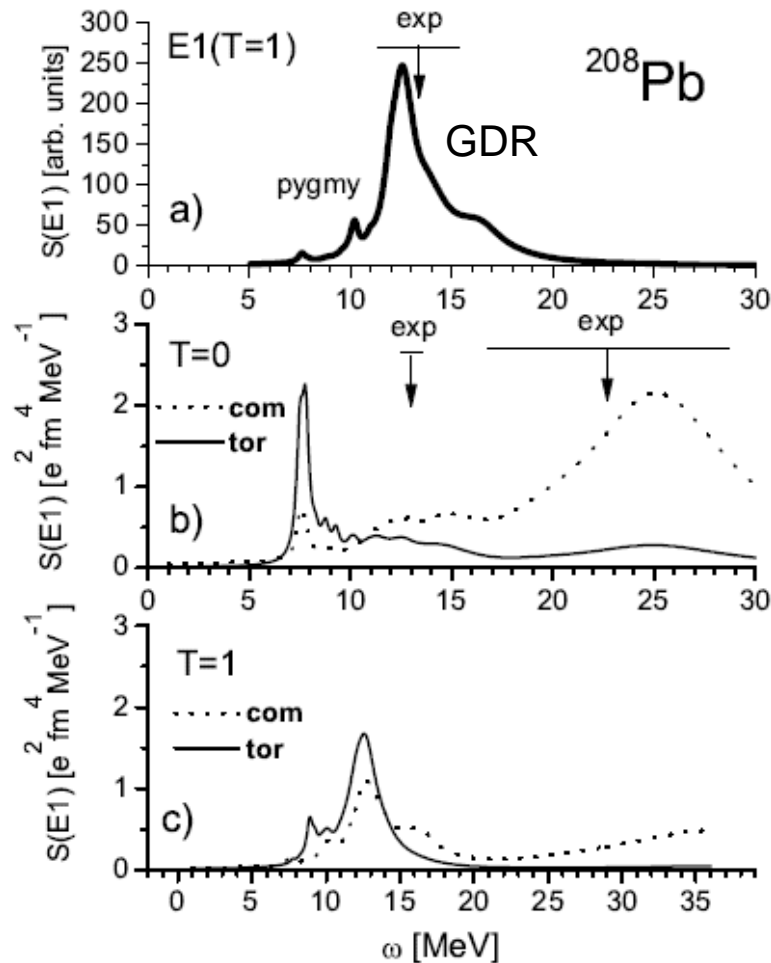 exp
E1(T=1)
208Pb
GDR
pygmy
a)
S(E1) [arb. units]
300
250
200
150
100
50
0
0 5 10 15 20 25 30
T=0
exp
exp
com
tor
b)
S(E1) [e2 fm4 MeV-1]
3
2
1
0
0 5 10 15 20 25 30
T=1
com
tor
c)
S(E1) [e2 fm4 MeV-1]
3
2
1
0
0 5 10 15 20 25 30 35
ω [MeV]